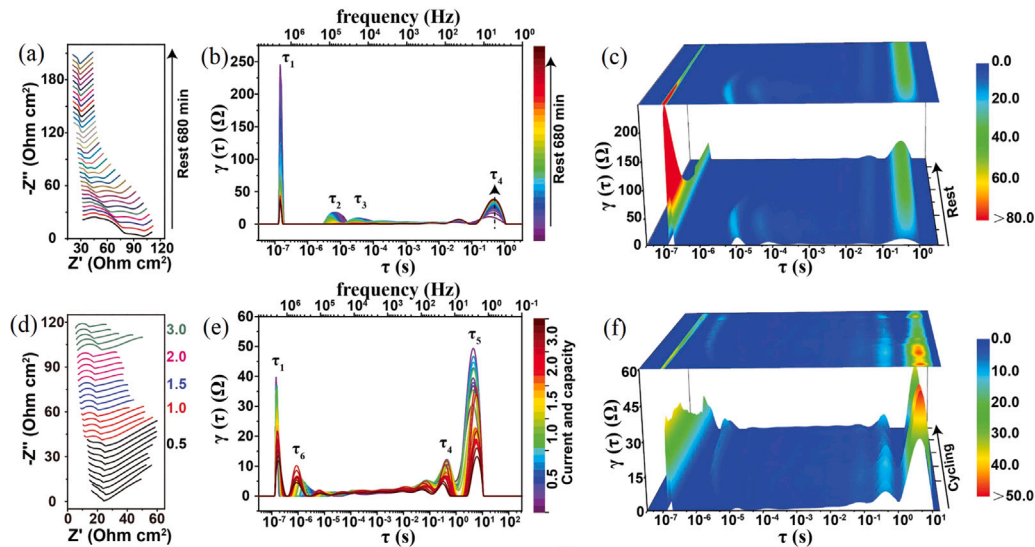 (a)
-Z'' (Ohm cm²)
180
120
60
0
30 60 90 120
Z' (Ohm cm²)
Rest 680 min
(b)
frequency (Hz)
10⁶ 10⁵ 10⁴ 10³ 10² 10¹ 10⁰
γ (τ) (Ω)
250
200
150
100
50
0
τ₁
τ₂ τ₃ τ₄
10⁻⁷ 10⁻⁶ 10⁻⁵ 10⁻⁴ 10⁻³ 10⁻² 10⁻¹ 10⁰
τ (s)
Rest 680 min
(c)
γ (τ) (Ω)
200
150
100
50
0
10⁻⁷ 10⁻⁶ 10⁻⁵ 10⁻⁴ 10⁻³ 10⁻² 10⁻¹ 10⁰
τ (s)
Rest
0.0
20.0
40.0
60.0
>80.0
(d)
-Z'' (Ohm cm²)
120
90
60
30
0
3.0
2.0
1.5
1.0
0.5
0 20 40 60
Z' (Ohm cm²)
(e)
frequency (Hz)
10⁶ 10⁵ 10⁴ 10³ 10² 10¹ 10⁰ 10⁻¹
γ (τ) (Ω)
60
50
40
30
20
10
0
τ₁
τ₆
τ₄
τ₅
10⁻⁷ 10⁻⁶ 10⁻⁵ 10⁻⁴ 10⁻³ 10⁻² 10⁻¹ 10⁰ 10¹ 10²
τ (s)
3.0
2.0
1.5
1.0
0.5
Current and capacity
(f)
γ (τ) (Ω)
60
45
30
15
0
10⁻⁷ 10⁻⁶ 10⁻⁵ 10⁻⁴ 10⁻³ 10⁻² 10⁻¹ 10⁰ 10¹
τ (s)
Cycling
0.0
10.0
20.0
30.0
40.0
>50.0